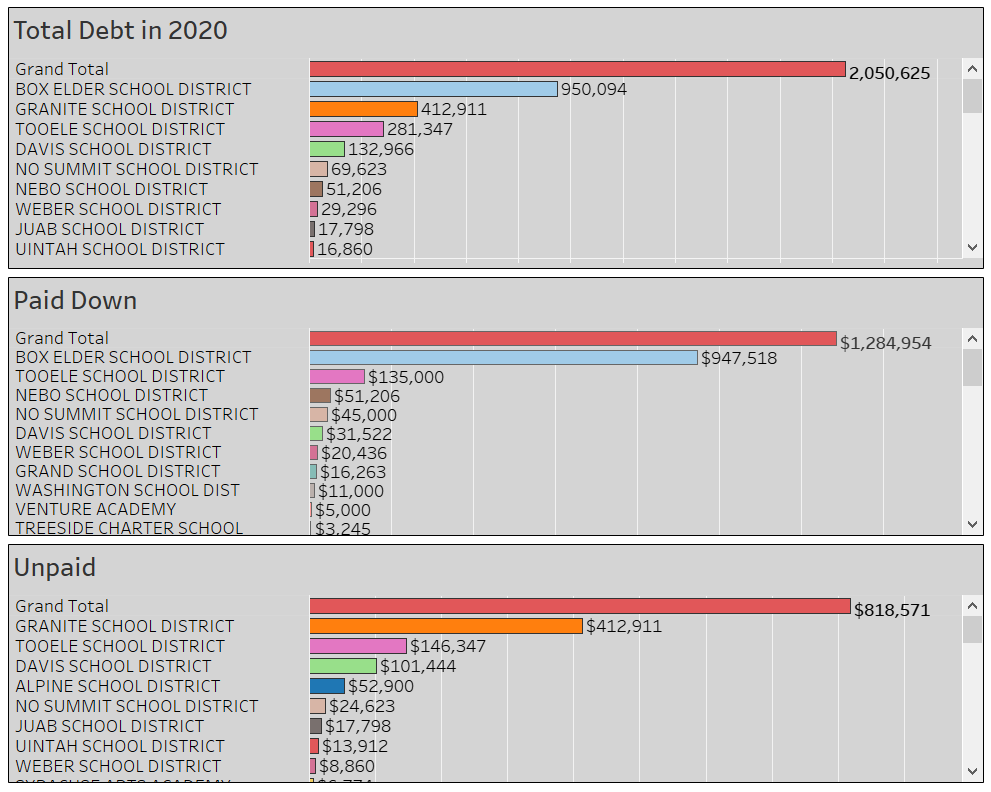 Total Debt in 2020
Grand Total 2,050,625
BOX ELDER SCHOOL DISTRICT 950,094
GRANITE SCHOOL DISTRICT 412,911
TOOELE SCHOOL DISTRICT 281,347
DAVIS SCHOOL DISTRICT 132,966
NO SUMMIT SCHOOL DISTRICT 69,623
NEBO SCHOOL DISTRICT 51,206
WEBER SCHOOL DISTRICT 29,296
JUAB SCHOOL DISTRICT 17,798
UINTAH SCHOOL DISTRICT 16,860
Paid Down
Grand Total $1,284,954
BOX ELDER SCHOOL DISTRICT $947,518
TOOELE SCHOOL DISTRICT $135,000
NEBO SCHOOL DISTRICT $51,206
NO SUMMIT SCHOOL DISTRICT $45,000
DAVIS SCHOOL DISTRICT $31,522
WEBER SCHOOL DISTRICT $20,436
GRAND SCHOOL DISTRICT $16,263
WASHINGTON SCHOOL DIST $11,000
VENTURE ACADEMY $5,000
TREESIDE CHARTER SCHOOL $3,245
Unpaid
Grand Total $818,571
GRANITE SCHOOL DISTRICT $412,911
TOOELE SCHOOL DISTRICT $146,347
DAVIS SCHOOL DISTRICT $101,444
ALPINE SCHOOL DISTRICT $52,900
NO SUMMIT SCHOOL DISTRICT $24,623
JUAB SCHOOL DISTRICT $17,798
UINTAH SCHOOL DISTRICT $13,912
WEBER SCHOOL DISTRICT $8,860